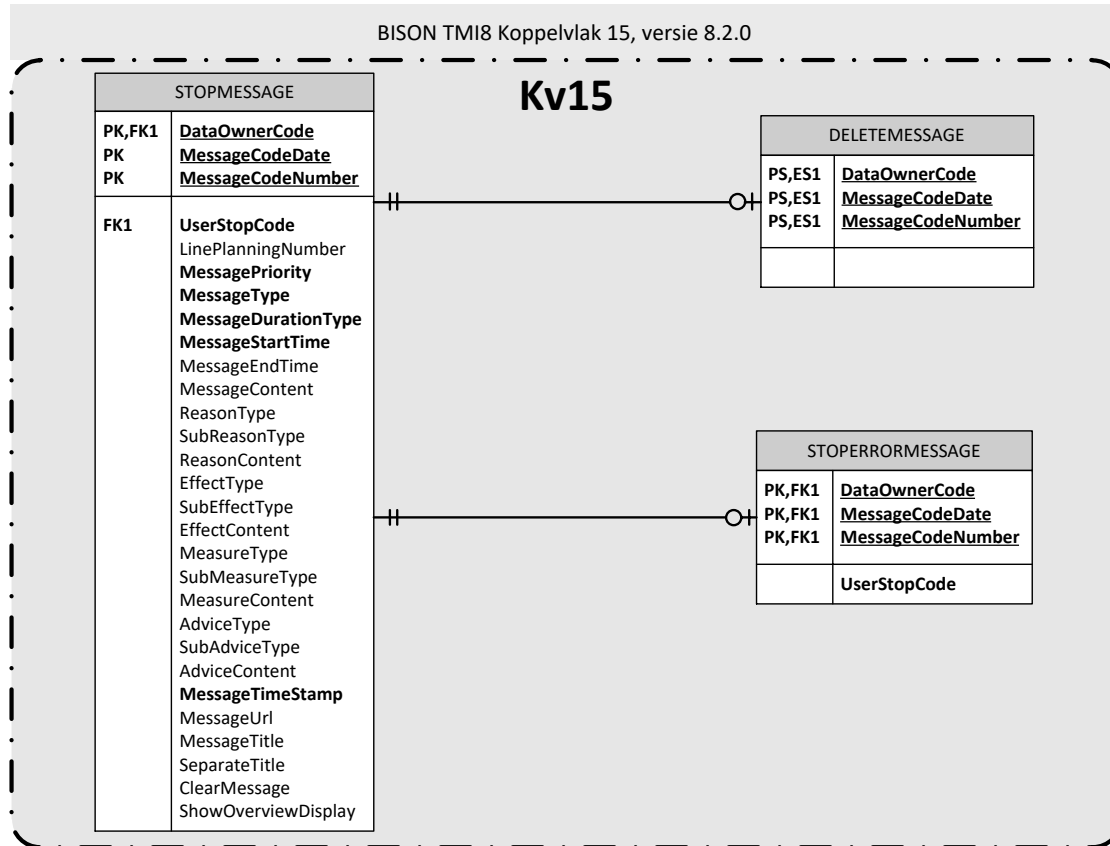 BISON TMI8 Koppelvlak 15, versie 8.2.0
Kv15
STOPMESSAGE
PK,FK1 DataOwnerCode
PK MessageCodeDate
PK MessageCodeNumber
FK1 UserStopCode
LinePlanningNumber
MessagePriority
MessageType
MessageDurationType
MessageStartTime
MessageEndTime
MessageContent
ReasonType
SubReasonType
ReasonContent
EffectType
SubEffectType
EffectContent
MeasureType
SubMeasureType
MeasureContent
AdviceType
SubAdviceType
AdviceContent
MessageTimeStamp
MessageUrl
MessageTitle
SeparateTitle
ClearMessage
ShowOverviewDisplay
DELETEMESSAGE
PS,ES1 DataOwnerCode
PS,ES1 MessageCodeDate
PS,ES1 MessageCodeNumber
STOPERRORMESSAGE
PK,FK1 DataOwnerCode
PK,FK1 MessageCodeDate
PK,FK1 MessageCodeNumber
UserStopCode